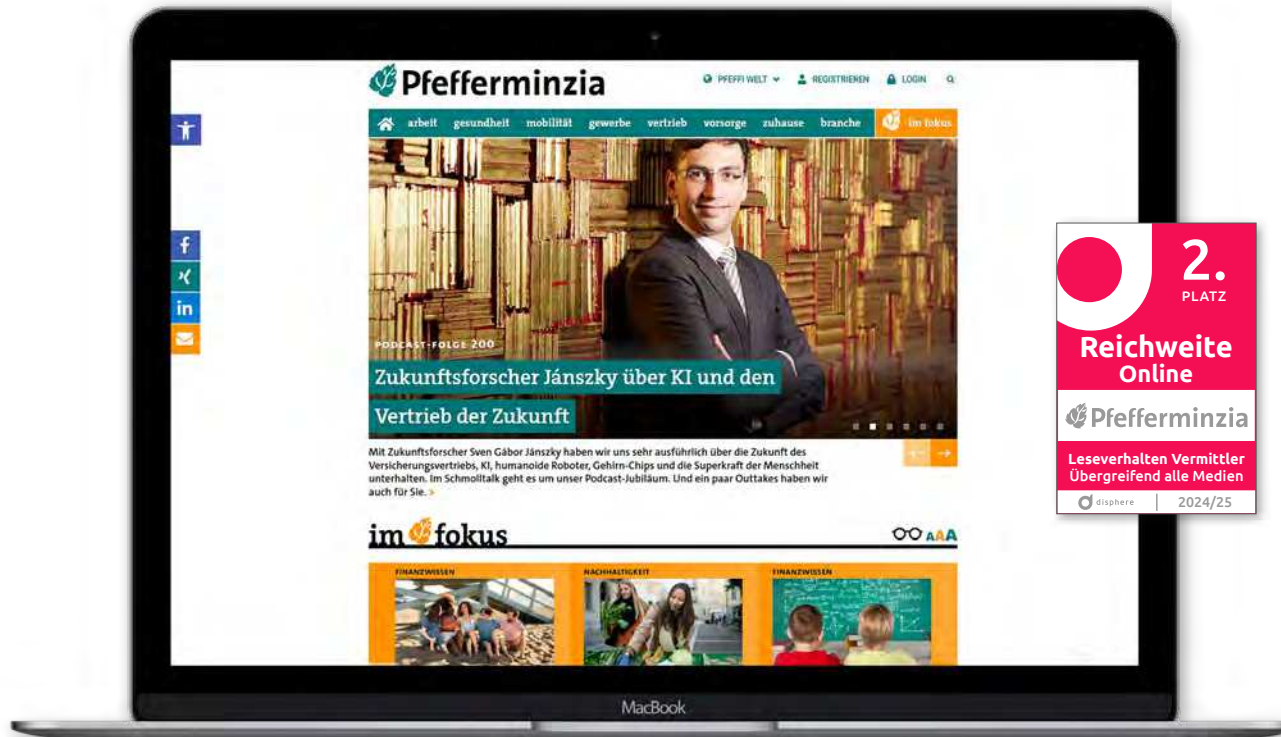 Pfefferminzia
PFEFFI WELT
REGISTRIEREN
LOGIN
arbeit gesundheit mobilität gewerbe vertrieb vorsorge zuhause branche im fokus
PODCAST-FOLGE 200
Zukunftsforscher Jánszky über KI und den
Vertrieb der Zukunft
Mit Zukunftsforscher Sven Gábor Jánszky haben wir uns sehr ausführlich über die Zukunft des
Versicherungsvertriebs, KI, humanoide Roboter, Gehirn-Chips und die Superkraft der Menschheit
unterhalten. Im Schmolltalk geht es um unser Podcast-Jubiläum. Und ein paar Outtakes haben wir
auch für Sie. >
im fokus
AAA
FINANZWISSEN
NACHHALTIGKEIT
FINANZWISSEN
f
in
MacBook
2.
PLATZ
Reichweite
Online
Pfefferminzia
Leseverhalten Vermittler
Übergreifend alle Medien
disphere | 2024/25